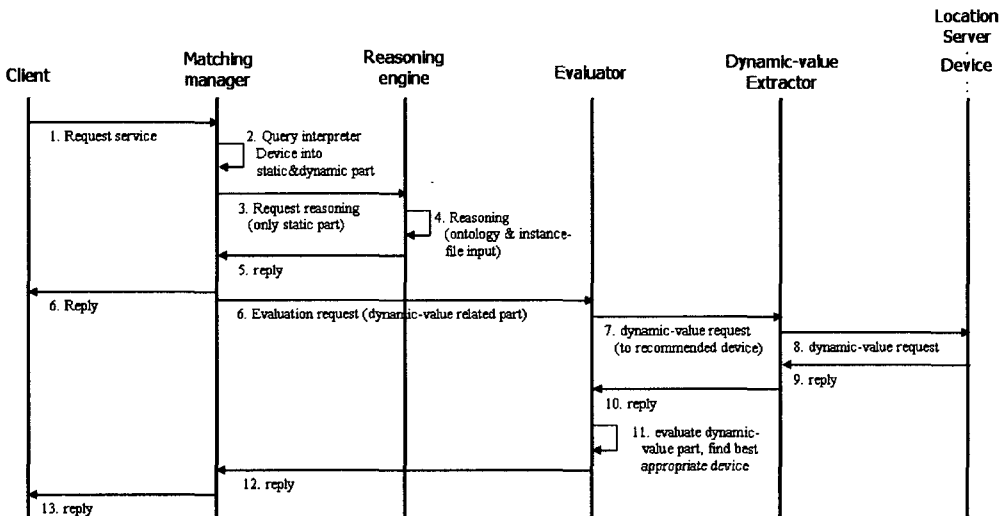 Client
Matching
manager
Reasoning
engine
Evaluator
Dynamic-value
Extractor
Location
Server
Device
1. Request service
2. Query interpreter
Device into
static&dynamic part
3. Request reasoning
(only static part)
4. Reasoning
(ontology & instance-
file input)
5. reply
6. Reply
6. Evaluation request (dynamic-value related part)
7. dynamic-value request
(to recommended device)
8. dynamic-value request
9. reply
10. reply
11. evaluate dynamic-
value part, find best
appropriate device
12. reply
13. reply